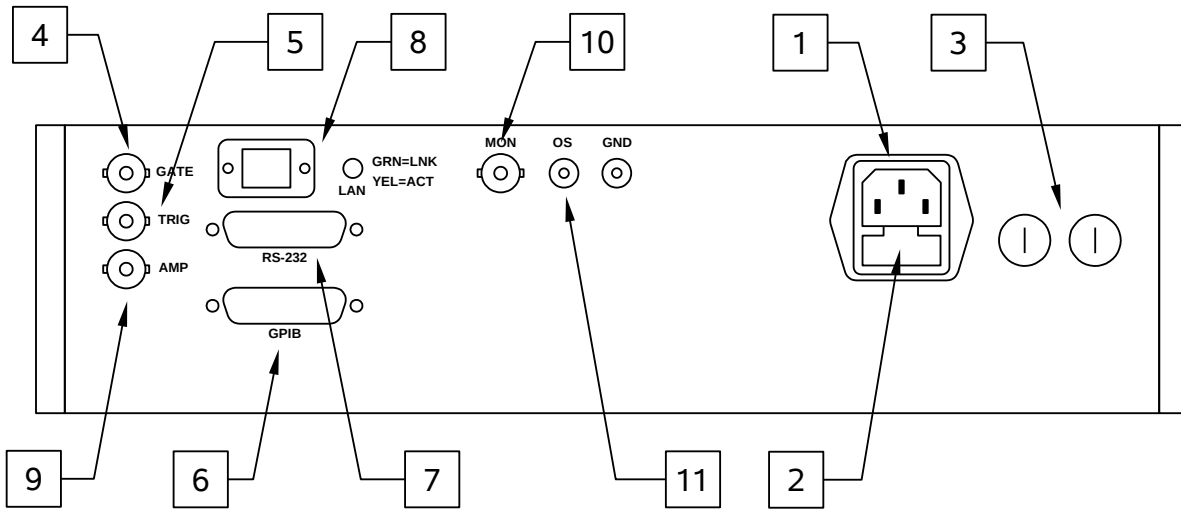 4
5
8
10
1
3
MON
OS
GND
GATE
GRN=LNK
LAN
YEL=ACT
TRIG
RS-232
AMP
GPIB
9
6
7
11
2